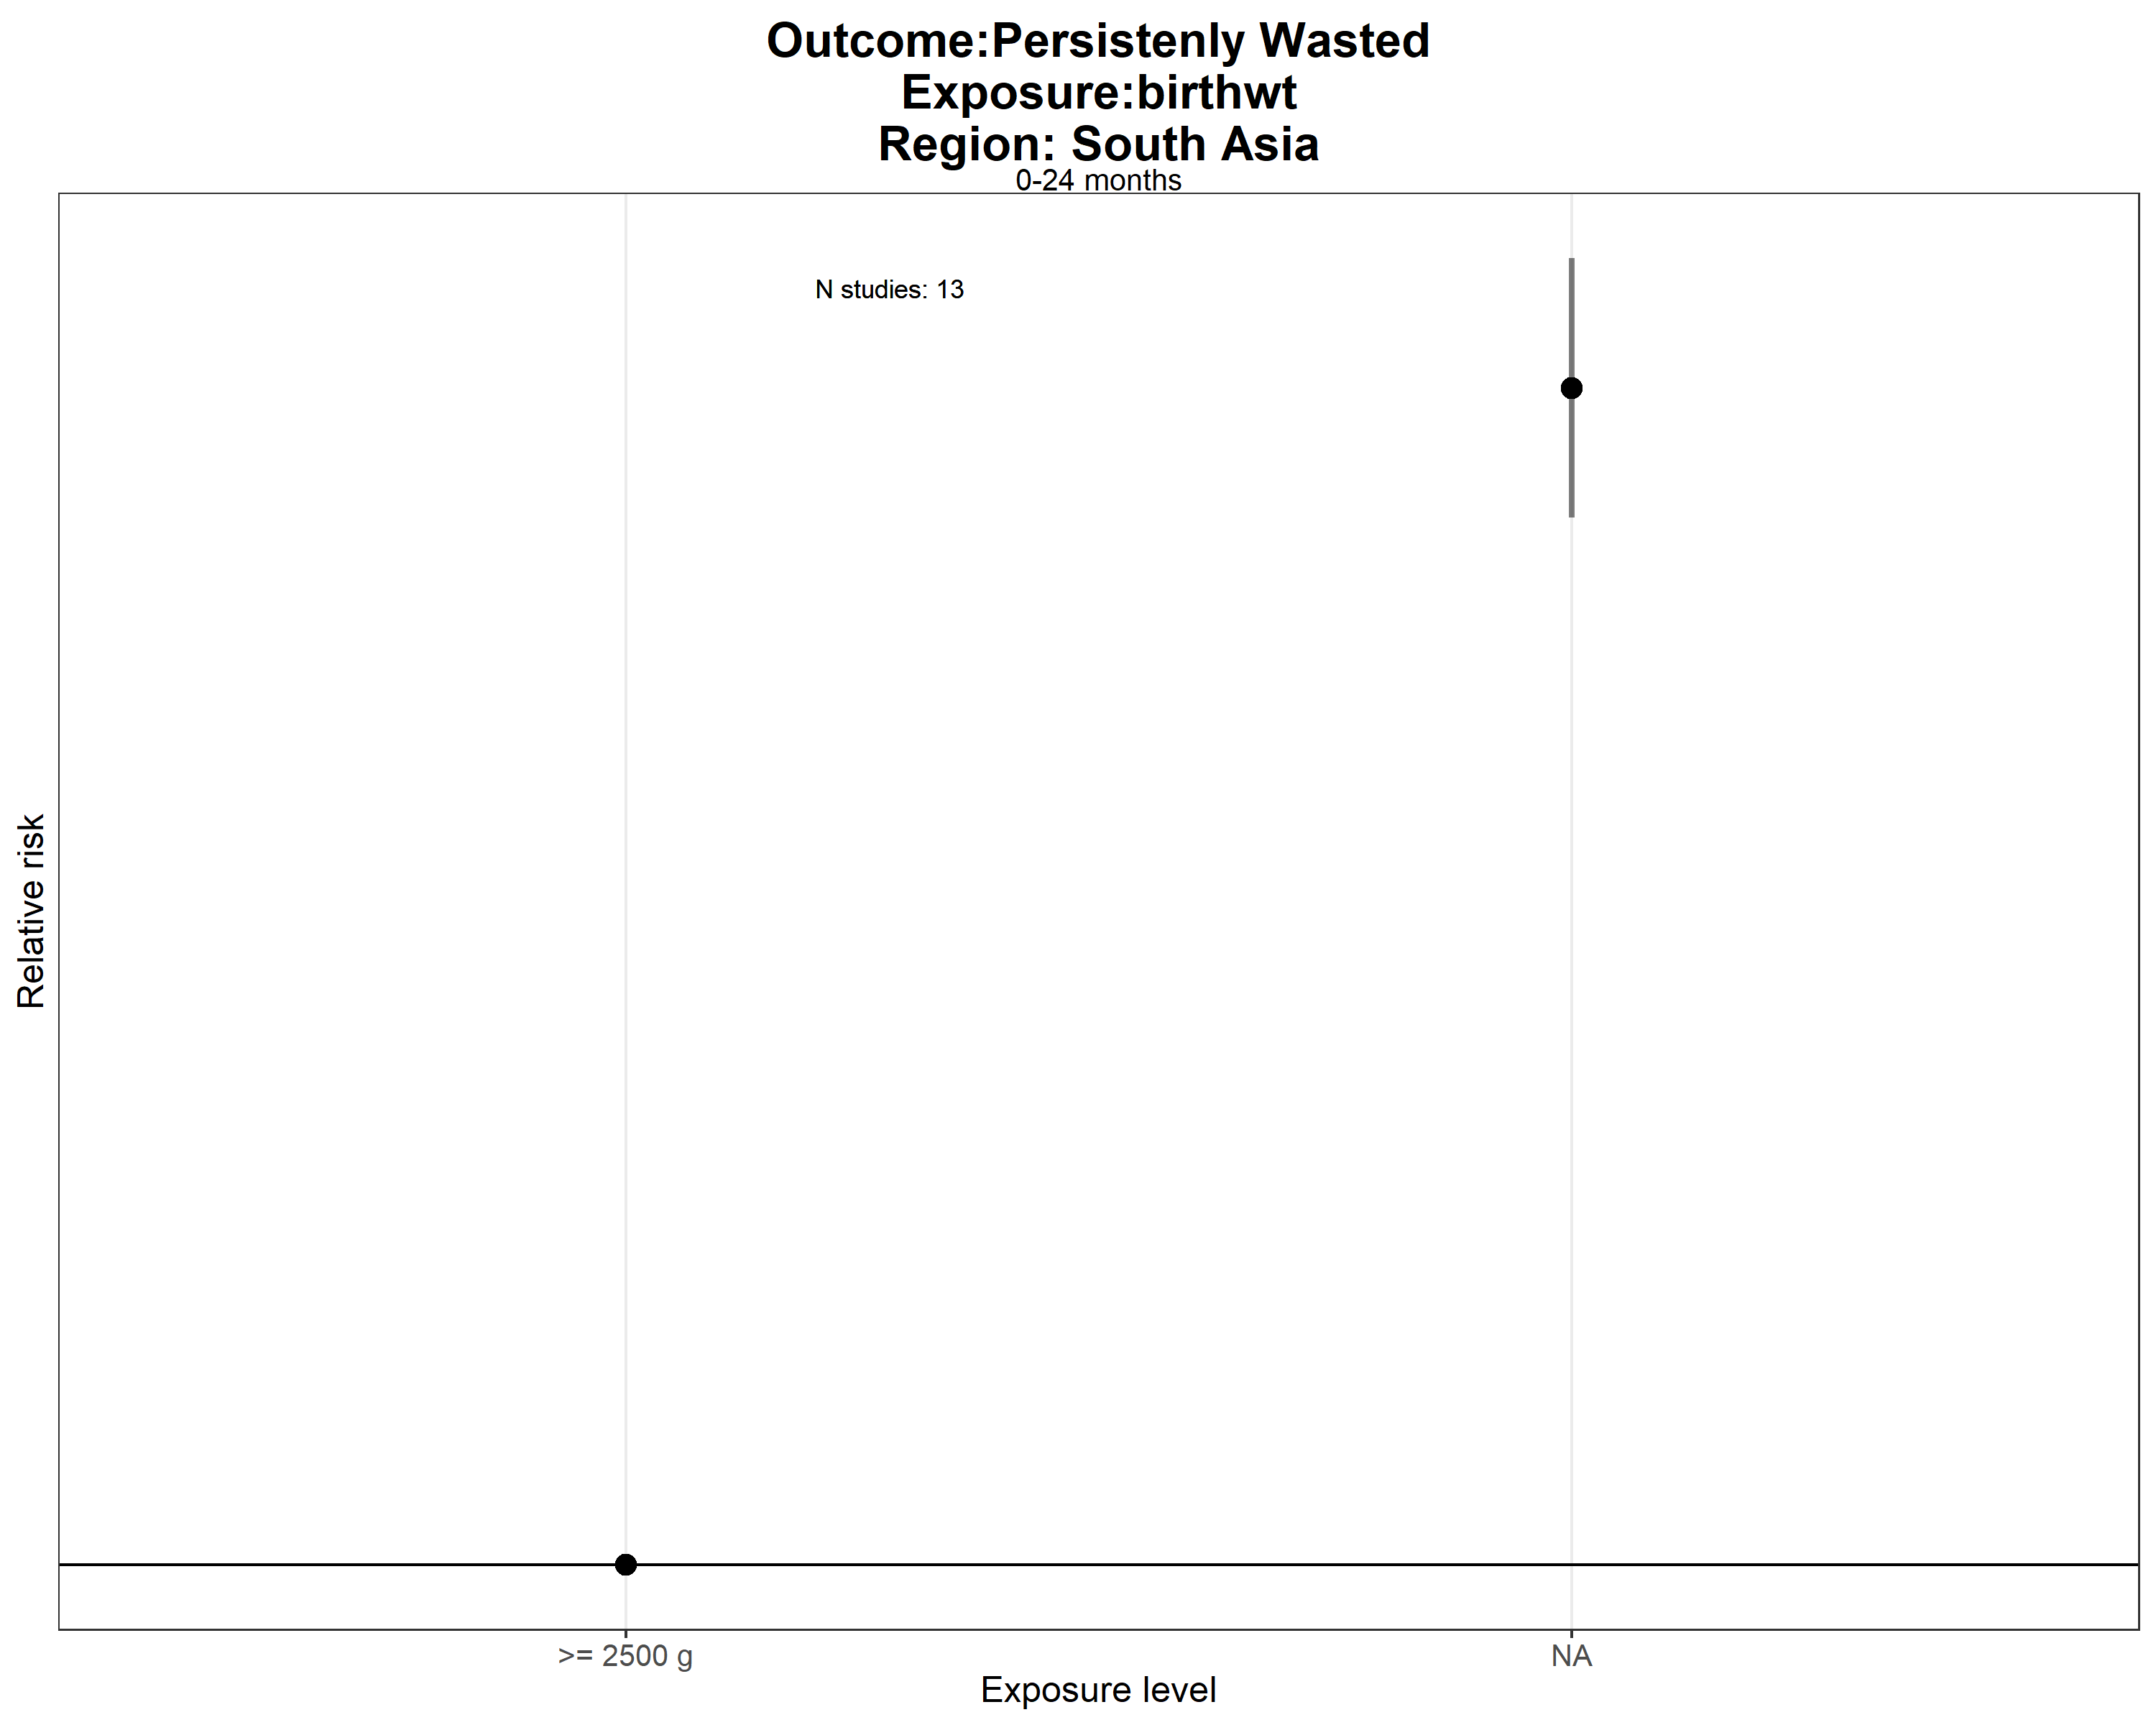 Outcome:Persistenly Wasted
Exposure:birthwt
Region: South Asia
0-24 months
N studies: 13
Relative risk
>= 2500 g
NA
Exposure level